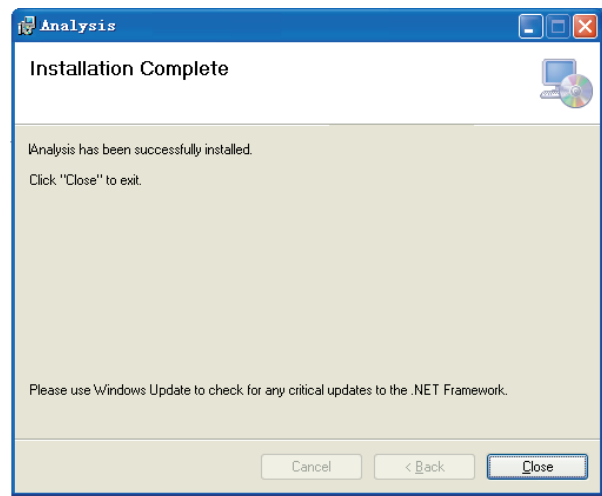 Analysis
Installation Complete
Analysis has been successfully installed.
Click "Close" to exit.
Please use Windows Update to check for any critical updates to the .NET Framework.
Cancel
< Back
Close